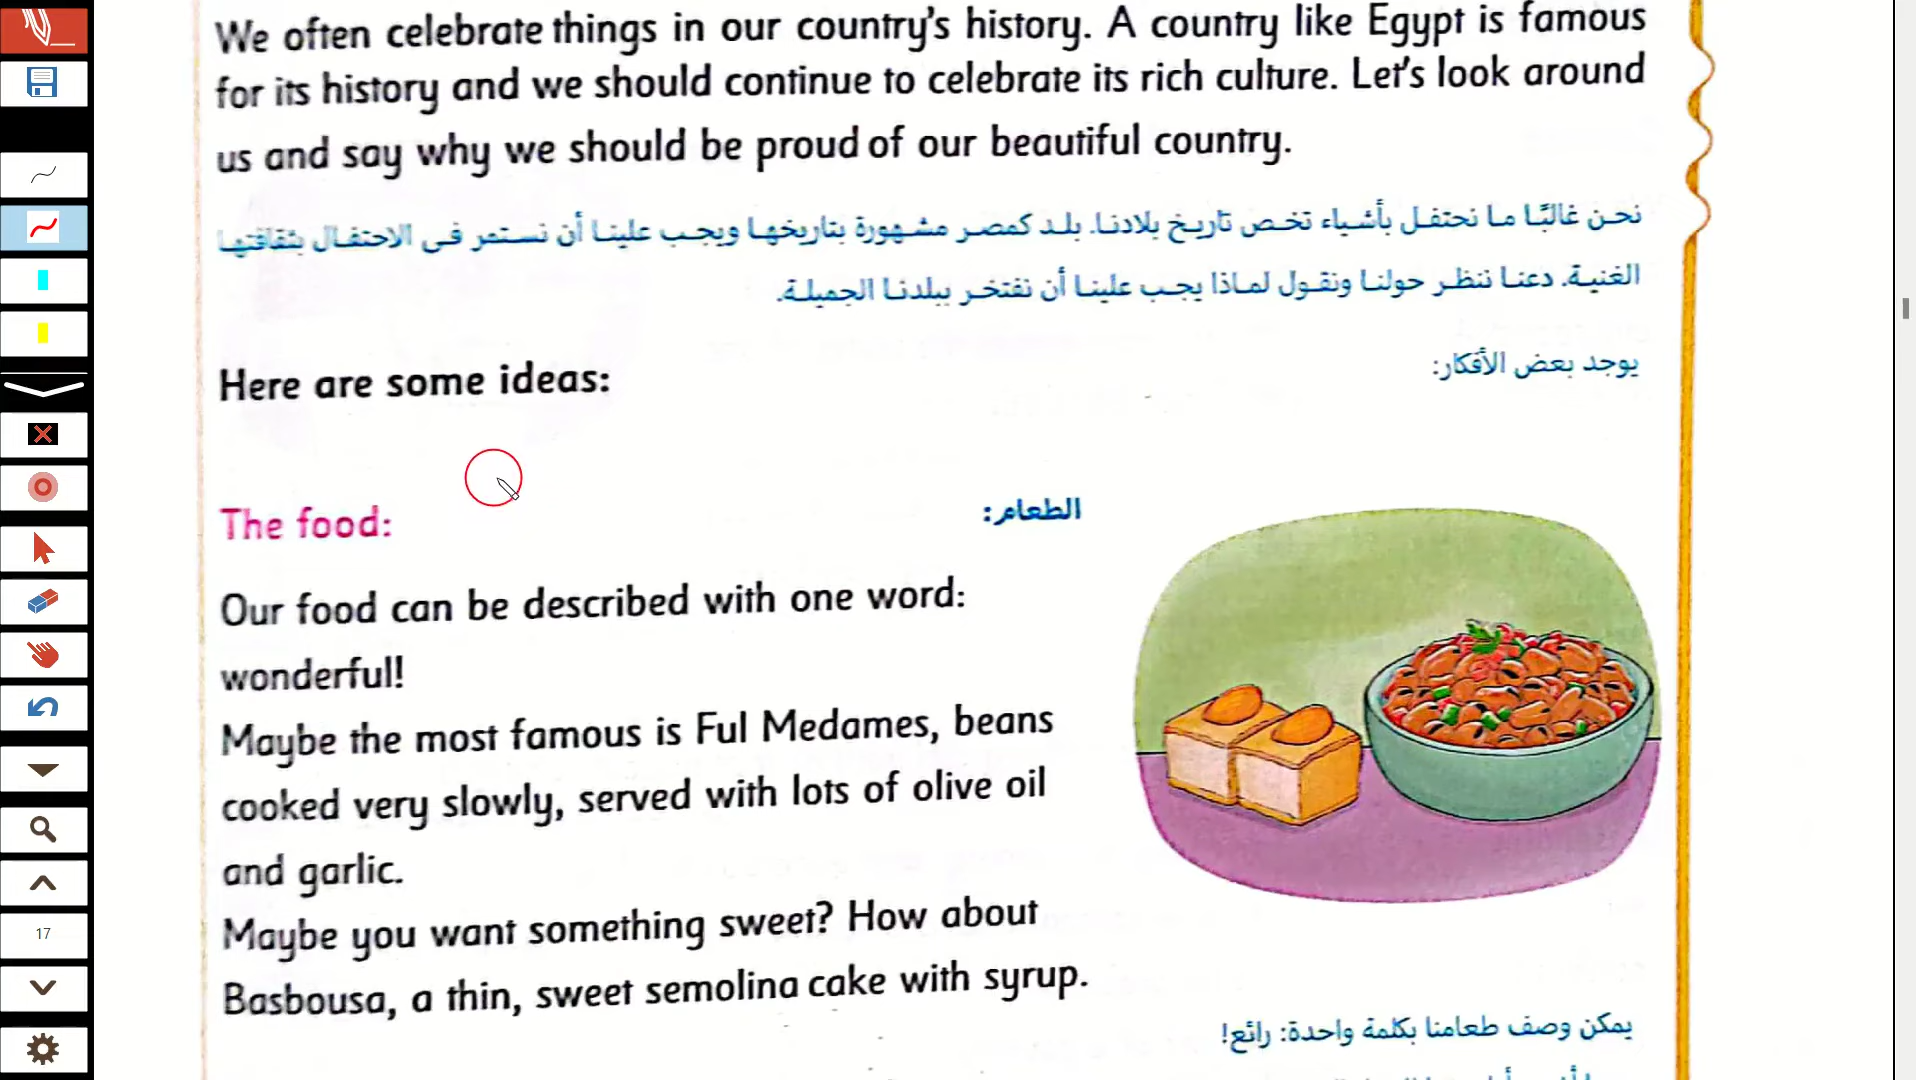 We often celebrate things in our country's history. A country like Egypt is famous
for its history and we should continue to celebrate its rich culture. Let's look around
us and say why we should be proud of our beautiful country.
نحن غالبًا ما نحتفل بأشياء تخص تاريخ بلادنا. بلد كمصر مشهورة بتاريخها ويجب علينا أن نستمر فى الاحتفال بثقافتها
الغنية. دعنا ننظر حولنا ونقول لماذا يجب علينا أن نفتخر ببلدنا الجميلة.
Here are some ideas:
يوجد بعض الأفكار:
The food:
الطعام:
Our food can be described with one word:
wonderful!
Maybe the most famous is Ful Medames, beans
cooked very slowly, served with lots of olive oil
and garlic.
Maybe you want something sweet? How about
Basbousa, a thin, sweet semolina cake with syrup.
يمكن وصف طعامنا بكلمة واحدة: رائع!
17